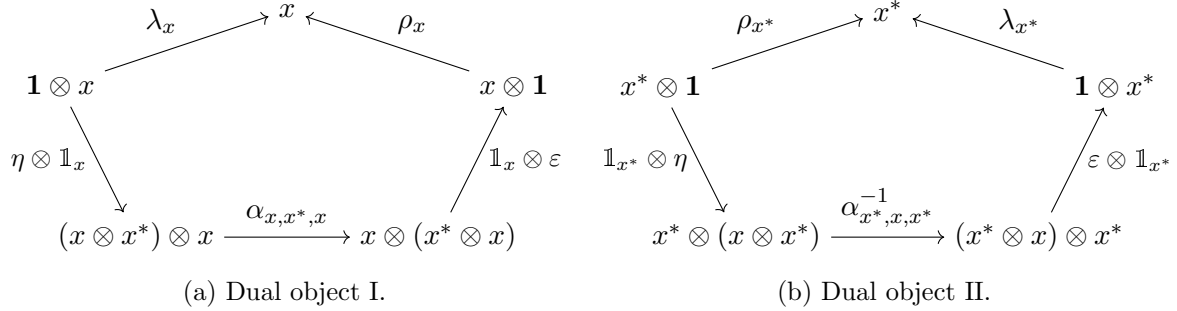 λ_x x ρ_x ρ_{x*} x* λ_{x*}
𝟏 ⊗ x x ⊗ 𝟏 x* ⊗ 𝟏 𝟏 ⊗ x*
η ⊗ 𝟙_x 𝟙_x ⊗ ε 𝟙_{x*} ⊗ η ε ⊗ 𝟙_{x*}
α_{x,x*,x} α^{-1}_{x*,x,x*}
(x ⊗ x*) ⊗ x x ⊗ (x* ⊗ x) x* ⊗ (x ⊗ x*) (x* ⊗ x) ⊗ x*
(a) Dual object I. (b) Dual object II.